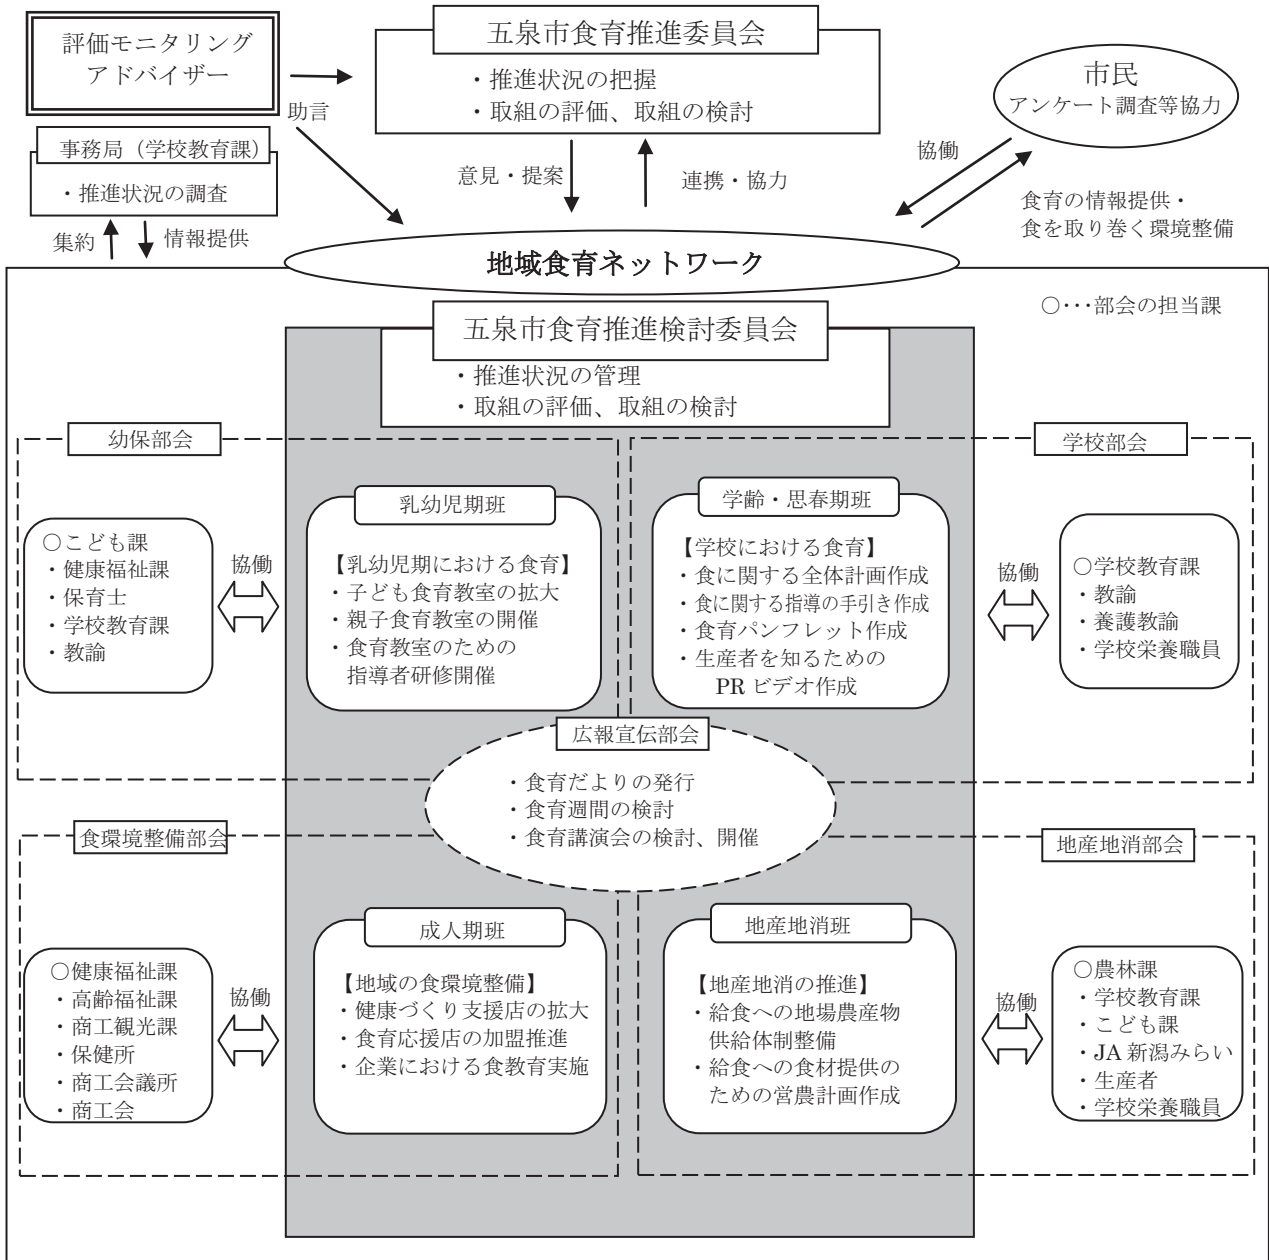 評価モニタリング
アドバイザー
五泉市食育推進委員会
・推進状況の把握
・取組の評価、取組の検討
市民
アンケート調査等協力
助言
事務局（学校教育課）
・推進状況の調査
意見・提案
連携・協力
協働
食育の情報提供・
食を取り巻く環境整備
集約
情報提供
地域食育ネットワーク
○･･･部会の担当課
五泉市食育推進検討委員会
・推進状況の管理
・取組の評価、取組の検討
幼保部会
○こども課
・健康福祉課
・保育士
・学校教育課
・教諭
協働
乳幼児期班
【乳幼児期における食育】
・子ども食育教室の拡大
・親子食育教室の開催
・食育教室のための
指導者研修開催
学校部会
学齢・思春期班
【学校における食育】
・食に関する全体計画作成
・食に関する指導の手引き作成
・食育パンフレット作成
・生産者を知るための
PR ビデオ作成
協働
○学校教育課
・教諭
・養護教諭
・学校栄養職員
広報宣伝部会
・食育だよりの発行
・食育週間の検討
・食育講演会の検討、開催
食環境整備部会
○健康福祉課
・高齢福祉課
・商工観光課
・保健所
・商工会議所
・商工会
協働
成人期班
【地域の食環境整備】
・健康づくり支援店の拡大
・食育応援店の加盟推進
・企業における食教育実施
地産地消部会
地産地消班
【地産地消の推進】
・給食への地場農産物
供給体制整備
・給食への食材提供の
ための営農計画作成
協働
○農林課
・学校教育課
・こども課
・JA 新潟みらい
・生産者
・学校栄養職員